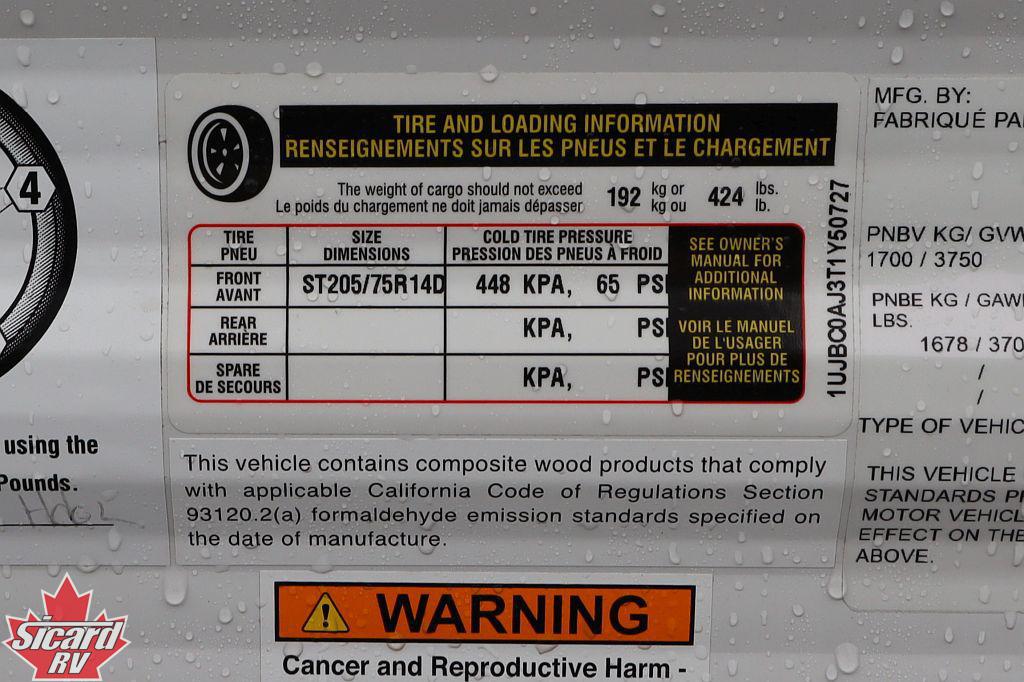 4
using the
Pounds.
TIRE AND LOADING INFORMATION
RENSEIGNEMENTS SUR LES PNEUS ET LE CHARGEMENT
The weight of cargo should not exceed 192 kg or 424 lbs.
Le poids du chargement ne doit jamais dépasser kg ou lb.
TIRE SIZE COLD TIRE PRESSURE
PNEU DIMENSIONS PRESSION DES PNEUS À FROID
FRONT
AVANT
ST205/75R14D 448 KPA, 65 PSI
REAR
ARRIÈRE
KPA, PSI
SPARE
DE SECOURS
KPA, PSI
SEE OWNER'S
MANUAL FOR
ADDITIONAL
INFORMATION
VOIR LE MANUEL
DE L'USAGER
POUR PLUS DE
RENSEIGNEMENTS
1UJBC0AJ3T1Y50727
MFG. BY:
FABRIQUÉ PA
PNBV KG/ GVW
1700 / 3750
PNBE KG / GAW
LBS.
1678 / 370
/
/
TYPE OF VEHIC
THIS VEHICLE
STANDARDS P
MOTOR VEHICL
EFFECT ON THE
ABOVE.
This vehicle contains composite wood products that comply
with applicable California Code of Regulations Section
93120.2(a) formaldehyde emission standards specified on
the date of manufacture.
WARNING
Cancer and Reproductive Harm -
Sicard
RV